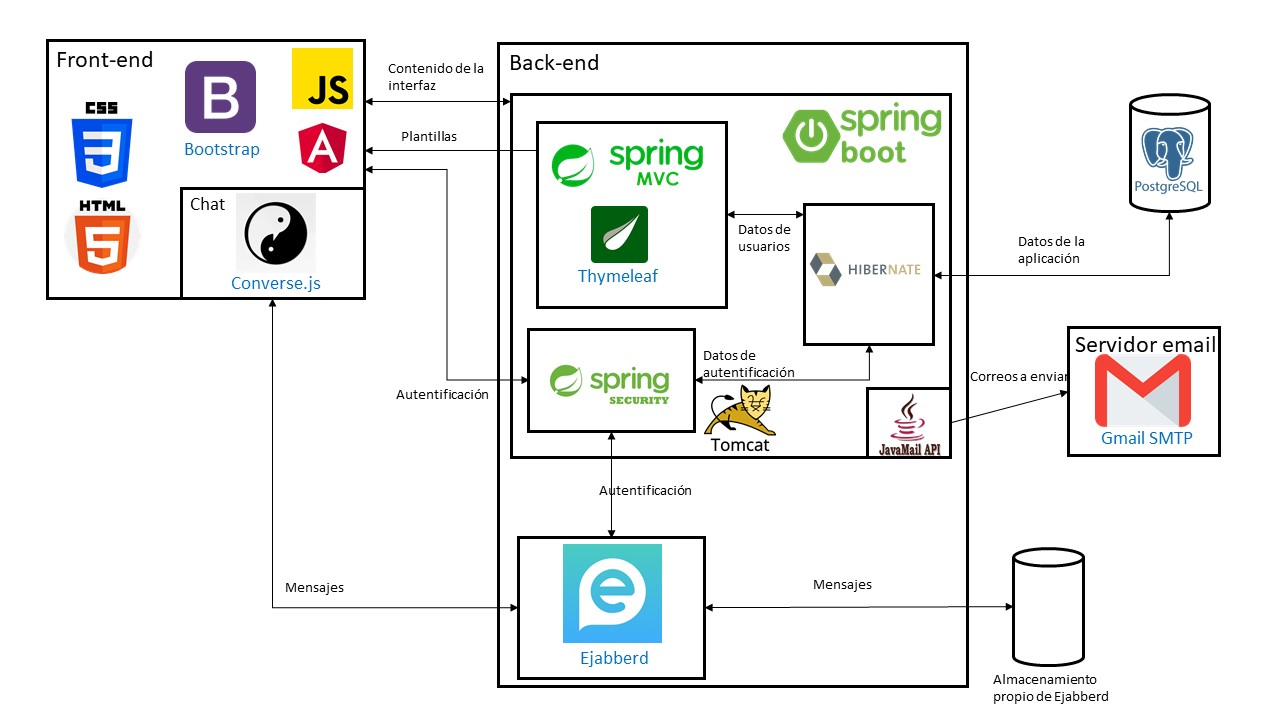 Front-end
CSS
3
B
Bootstrap
JS
A
HTML
5
Chat
Converse.js
Contenido de la
interfaz
Plantillas
Autentificación
Mensajes
Back-end
spring
boot
spring
MVC
Thymeleaf
Datos de
usuarios
HIBERNATE
spring
SECURITY
Datos de
autentificación
Tomcat
JavaMail API
Autentificación
e
Ejabberd
Mensajes
PostgreSQL
Datos de la
aplicación
Correos a enviar
Servidor email
Gmail SMTP
Almacenamiento
propio de Ejabberd